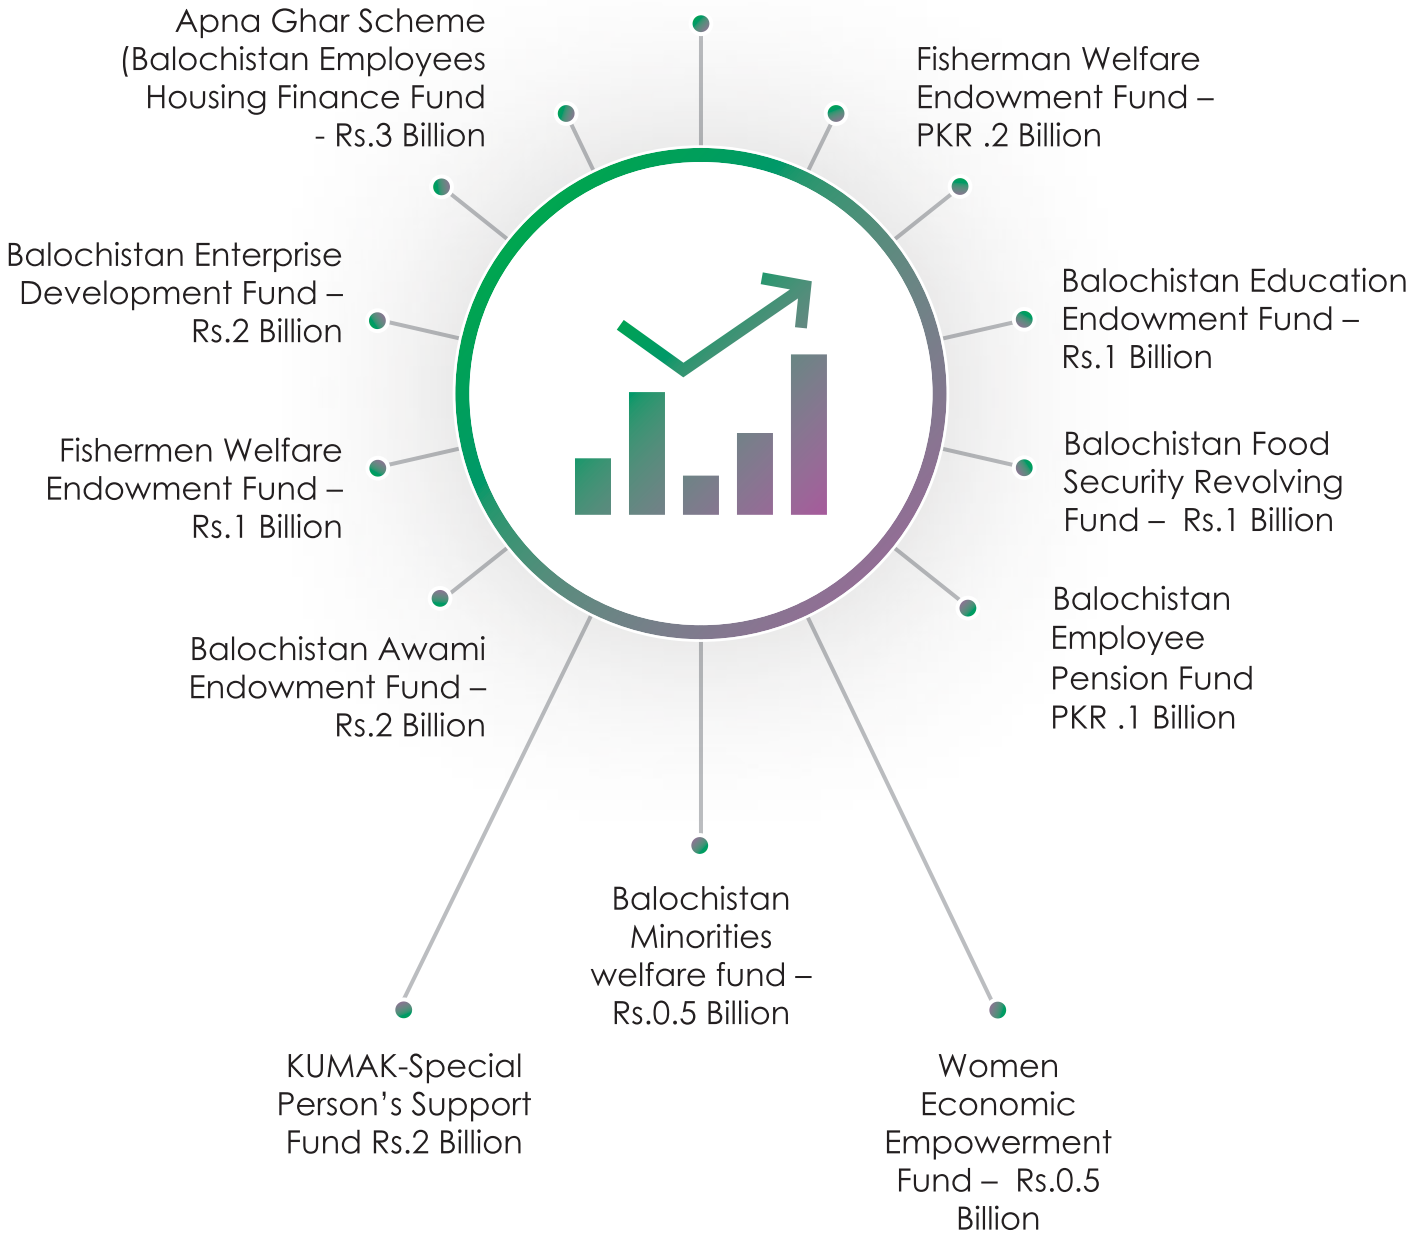 Apna Ghar Scheme
(Balochistan Employees
Housing Finance Fund
- Rs.3 Billion
Fisherman Welfare
Endowment Fund –
PKR .2 Billion
Balochistan Enterprise
Development Fund –
Rs.2 Billion
Balochistan Education
Endowment Fund –
Rs.1 Billion
Fishermen Welfare
Endowment Fund –
Rs.1 Billion
Balochistan Food
Security Revolving
Fund – Rs.1 Billion
Balochistan Awami
Endowment Fund –
Rs.2 Billion
Balochistan
Employee
Pension Fund
PKR .1 Billion
Balochistan
Minorities
welfare fund –
Rs.0.5 Billion
KUMAK-Special
Person’s Support
Fund Rs.2 Billion
Women
Economic
Empowerment
Fund – Rs.0.5
Billion